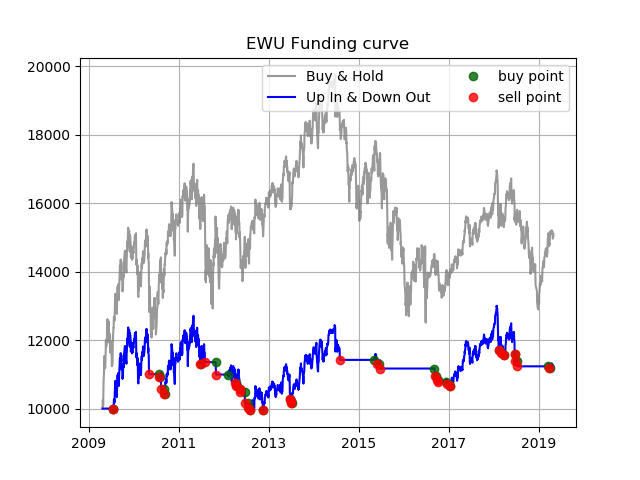 EWU Funding curve
Buy & Hold
Up In & Down Out
buy point
sell point
20000
18000
16000
14000
12000
10000
2009
2011
2013
2015
2017
2019